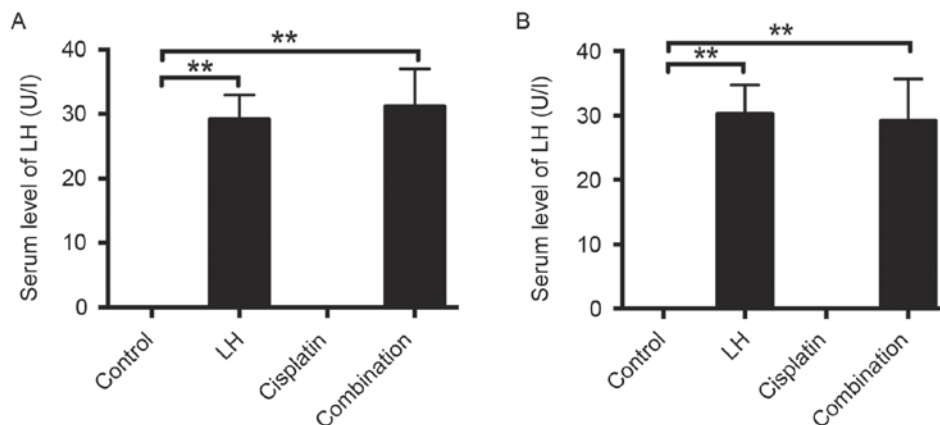 A
Serum level of LH (U/l)
40
30
20
10
0
**
**
Control
LH
Cisplatin
Combination
B
Serum level of LH (U/l)
40
30
20
10
0
**
**
Control
LH
Cisplatin
Combination